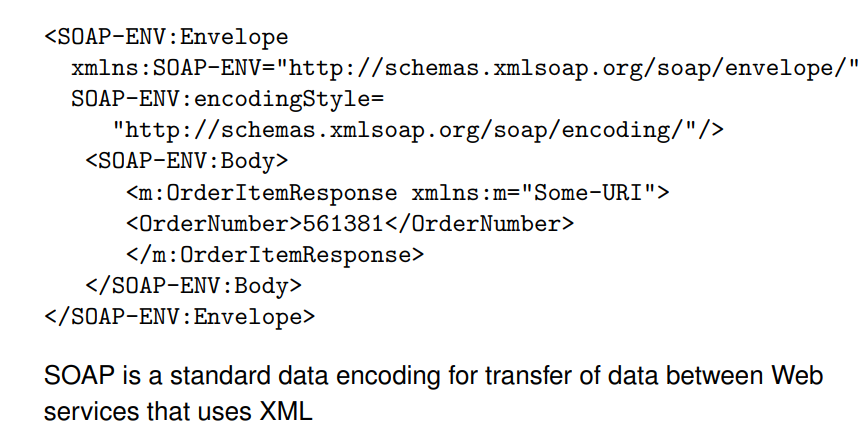 <SOAP-ENV:Envelope
xmlns:SOAP-ENV="http://schemas.xmlsoap.org/soap/envelope/"
SOAP-ENV:encodingStyle=
"http://schemas.xmlsoap.org/soap/encoding/"/>
<SOAP-ENV:Body>
<m:OrderItemResponse xmlns:m="Some-URI">
<OrderNumber>561381</OrderNumber>
</m:OrderItemResponse>
</SOAP-ENV:Body>
</SOAP-ENV:Envelope>
SOAP is a standard data encoding for transfer of data between Web
services that uses XML